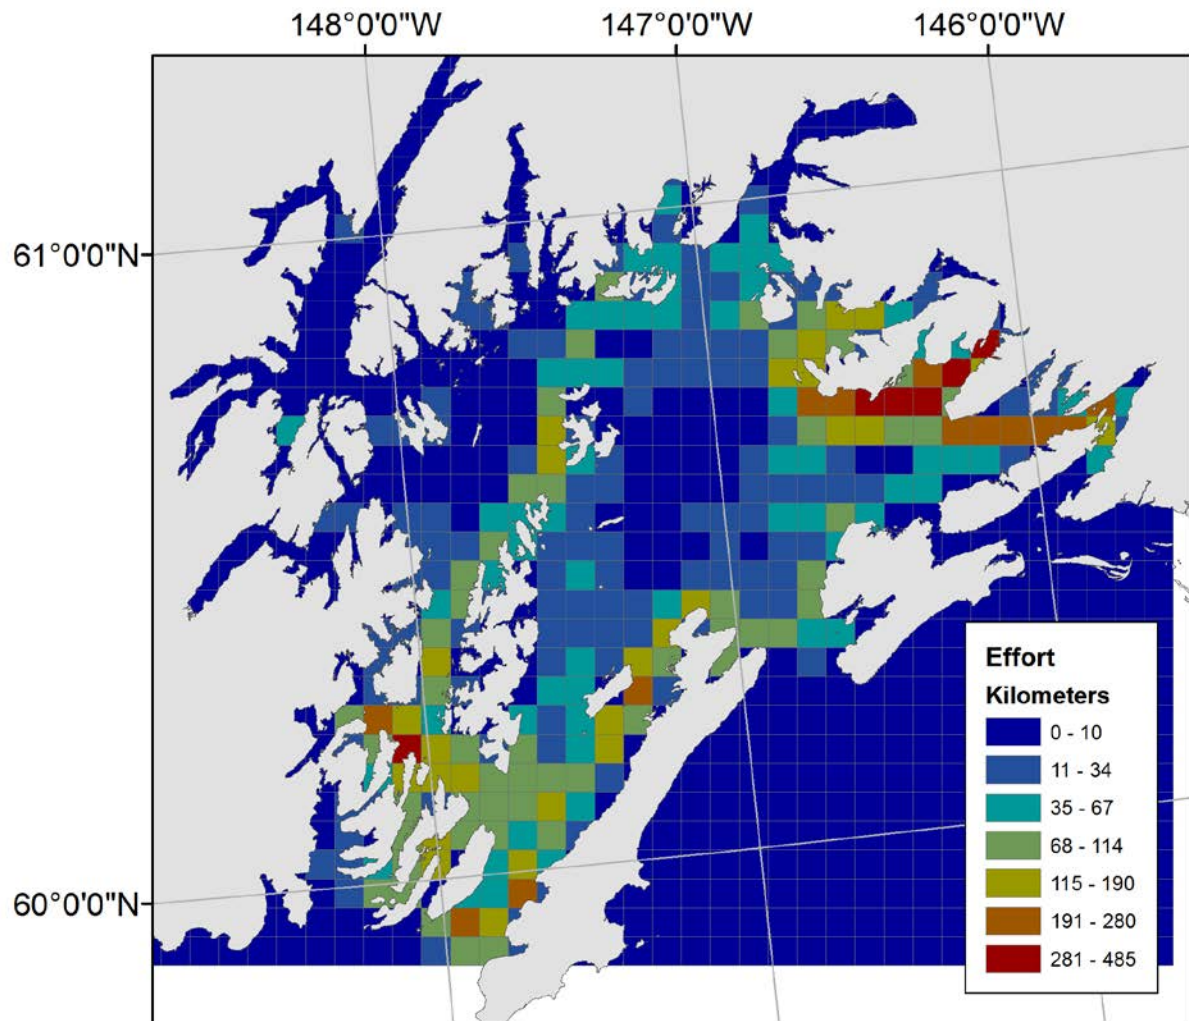 148°0'0"W
147°0'0"W
146°0'0"W
61°0'0"N
60°0'0"N
Effort
Kilometers
0 - 10
11 - 34
35 - 67
68 - 114
115 - 190
191 - 280
281 - 485